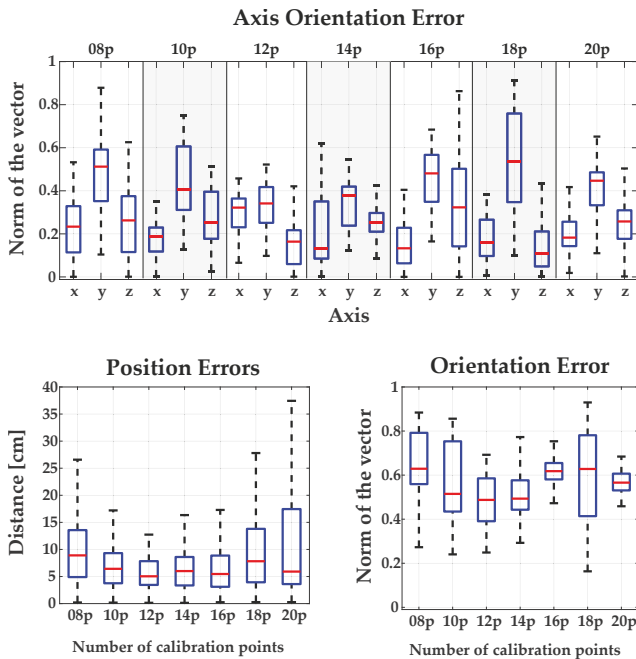 Axis Orientation Error
08p 10p 12p 14p 16p 18p 20p
Norm of the vector
1
0.8
0.6
0.4
0.2
0
x y z x y z x y z x y z x y z x y z x y z
Axis
Position Errors
Distance [cm]
40
35
30
25
20
15
10
5
0
08p 10p 12p 14p 16p 18p 20p
Number of calibration points
Orientation Error
Norm of the vector
1
0.8
0.6
0.4
0.2
0
08p 10p 12p 14p 16p 18p 20p
Number of calibration points